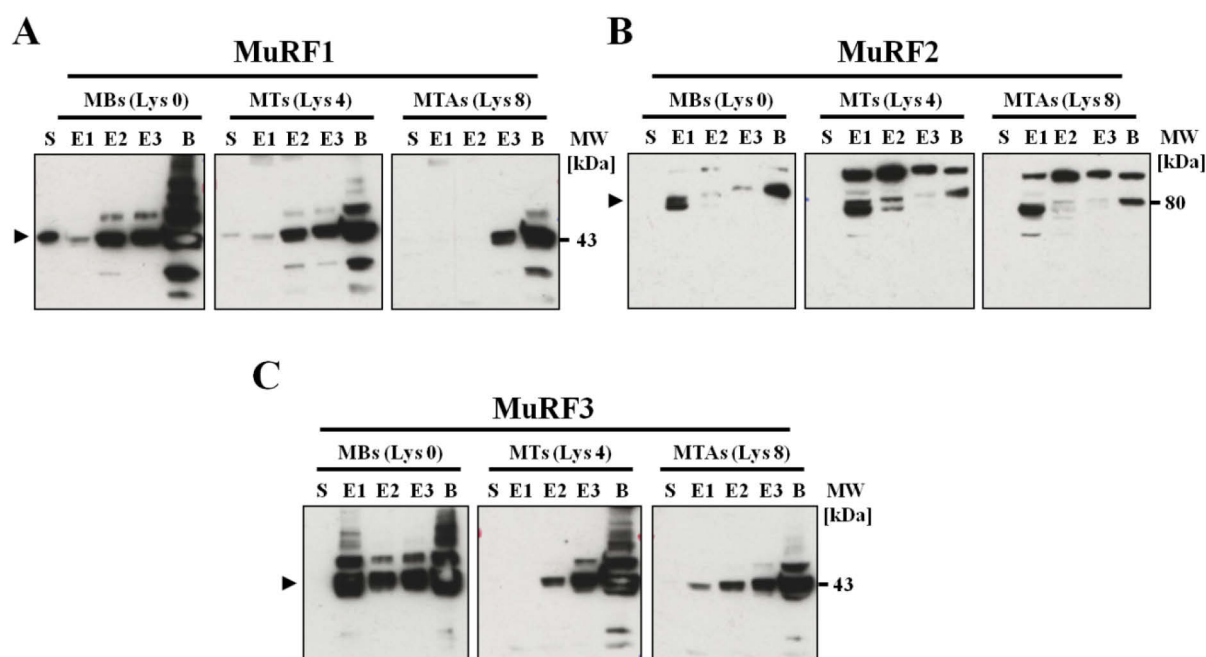 A
MuRF1
MBs (Lys 0) MTs (Lys 4) MTAs (Lys 8)
S E1 E2 E3 B S E1 E2 E3 B S E1 E2 E3 B MW
[kDa]
43
B
MuRF2
MBs (Lys 0) MTs (Lys 4) MTAs (Lys 8)
S E1 E2 E3 B S E1 E2 E3 B S E1 E2 E3 B MW
[kDa]
80
C
MuRF3
MBs (Lys 0) MTs (Lys 4) MTAs (Lys 8)
S E1 E2 E3 B S E1 E2 E3 B S E1 E2 E3 B MW
[kDa]
43